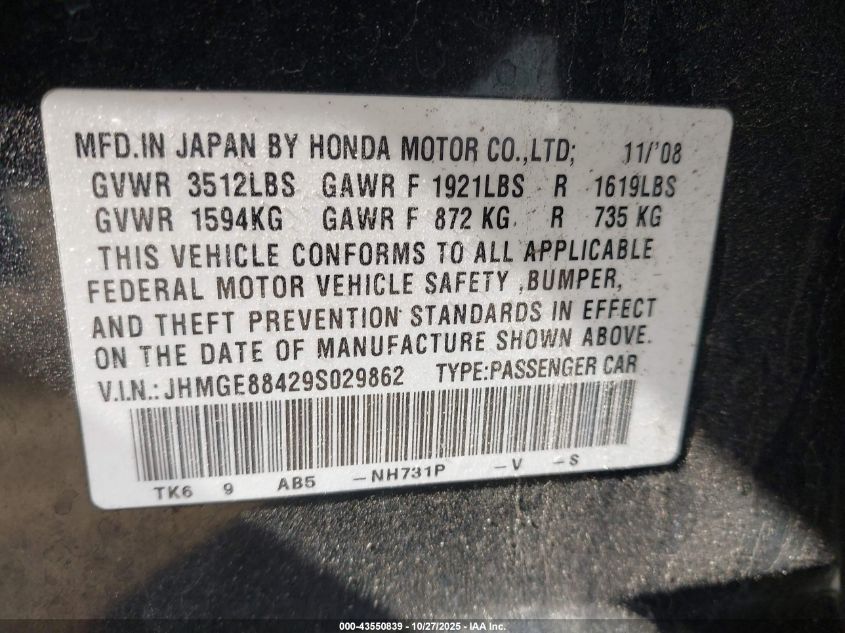 MFD.IN JAPAN BY HONDA MOTOR CO.,LTD; 11/'08
GVWR 3512LBS GAWR F 1921LBS R 1619LBS
GVWR 1594KG GAWR F 872 KG R 735 KG
THIS VEHICLE CONFORMS TO ALL APPLICABLE
FEDERAL MOTOR VEHICLE SAFETY ,BUMPER,
AND THEFT PREVENTION STANDARDS IN EFFECT
ON THE DATE OF MANUFACTURE SHOWN ABOVE.
V.I.N.: JHMGE88429S029862 TYPE:PASSENGER CAR
TK6 9 AB5 -NH731P -V -S
000-43550839 | 10/27/2025 - IAA Inc.